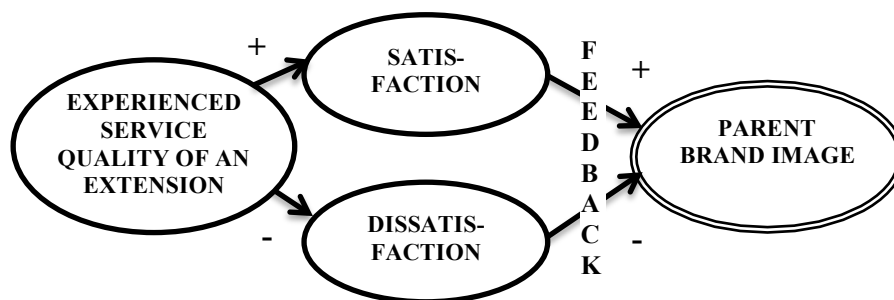 EXPERIENCED
SERVICE
QUALITY OF AN
EXTENSION
+
-
SATIS-
FACTION
DISSATIS-
FACTION
F
E
E
D
B
A
C
K
+
-
PARENT
BRAND IMAGE